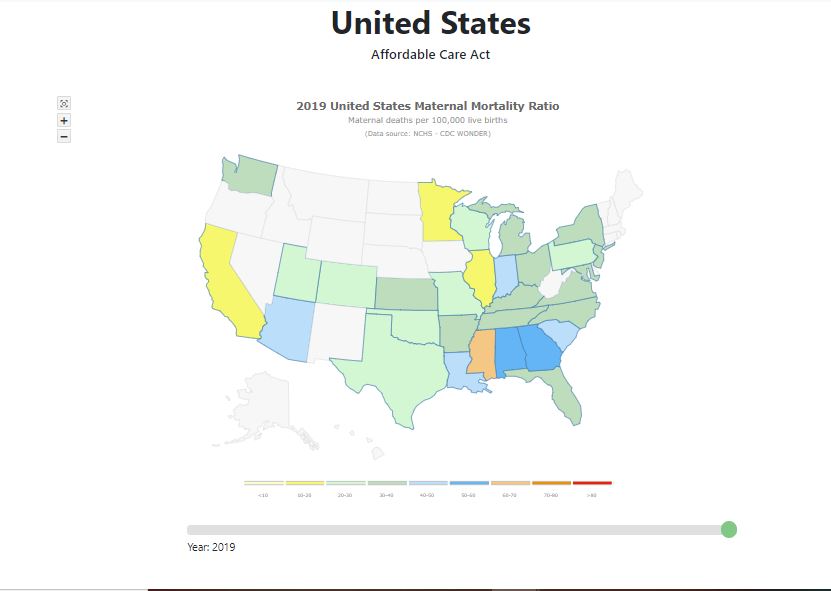 United States
Affordable Care Act
+
−
2019 United States Maternal Mortality Ratio
Maternal deaths per 100,000 live births
(Data source: NCHS - CDC WONDER)
<10 10-20 20-30 30-40 40-50 50-60 60-70 70-80 >80
Year: 2019